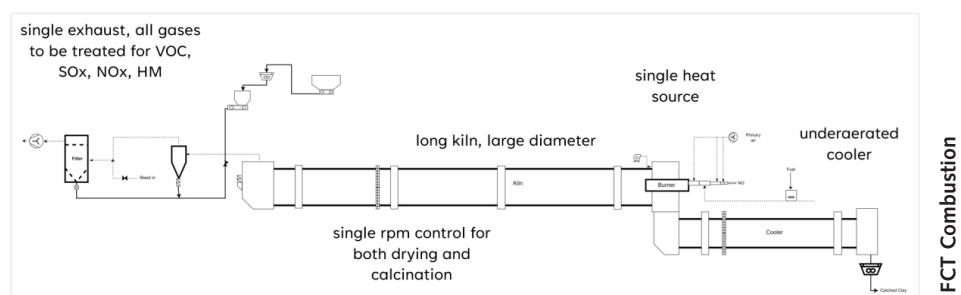 single exhaust, all gases
to be treated for VOC,
SOx, NOx, HM
single heat
source
Primary
air
underaerated
cooler
long kiln, large diameter
Filter
Bleed in
Kiln
Burner
NG
Fuel
single rpm control for
both drying and
calcination
Cooler
Calcined Clay
FCT Combustion